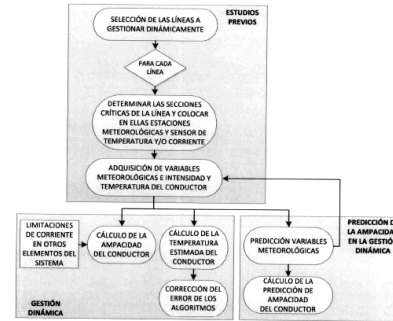 ESTUDIOS
PREVIOS
SELECCIÓN DE LAS LÍNEAS A
GESTIONAR DINÁMICAMENTE
PARA CADA
LÍNEA
DETERMINAR LAS SECCIONES
CRÍTICAS DE LA LÍNEA Y COLOCAR
EN ELLAS ESTACIONES
METEOROLÓGICAS Y SENSOR DE
TEMPERATURA Y/O CORRIENTE
ADQUISICIÓN DE VARIABLES
METEOROLÓGICAS E INTENSIDAD Y
TEMPERATURA DEL CONDUCTOR
LIMITACIONES
DE CORRIENTE
EN OTROS
ELEMENTOS DEL
SISTEMA
CÁLCULO DE LA
AMPACIDAD
DEL CONDUCTOR
CÁLCULO DE LA
TEMPERATURA
ESTIMADA DEL
CONDUCTOR
CORRECCIÓN DEL
ERROR DE LOS
ALGORITMOS
GESTIÓN
DINÁMICA
PREDICCIÓN DE
LA AMPACIDAD
EN LA GESTIÓN
DINÁMICA
PREDICCIÓN VARIABLES
METEOROLÓGICAS
CÁLCULO DE LA
PREDICCIÓN DE
AMPACIDAD
DEL CONDUCTOR